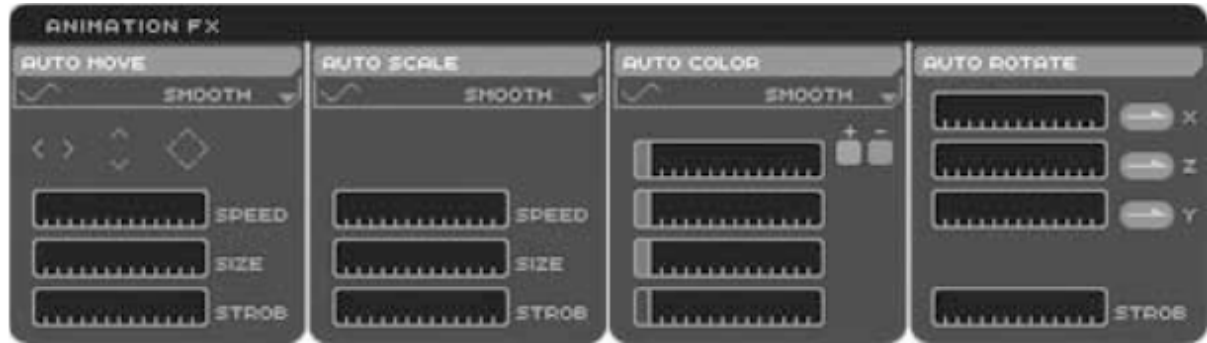 ANIMATION FX
AUTO MOVE
SMOOTH
SPEED
SIZE
STROB
AUTO SCALE
SMOOTH
SPEED
SIZE
STROB
AUTO COLOR
SMOOTH
+ -
AUTO ROTATE
X
Z
Y
STROB